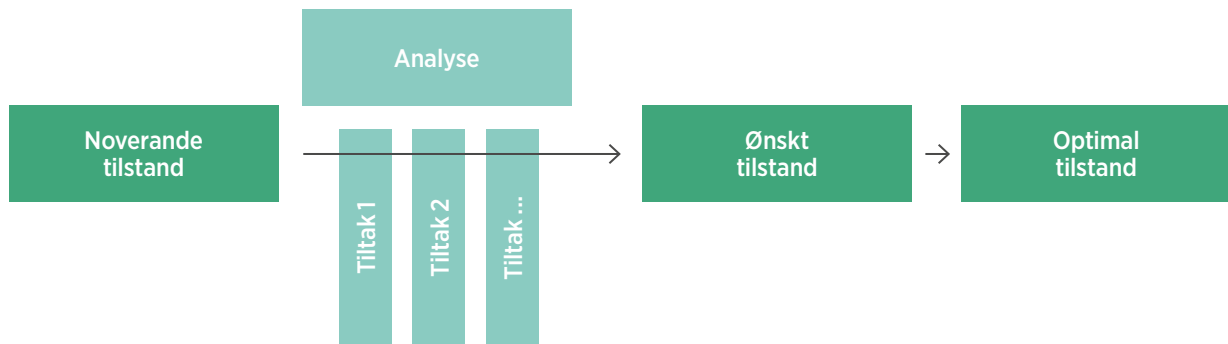 Analyse
Noverande
tilstand
Tiltak 1
Tiltak 2
Tiltak ...
Ønskt
tilstand
Optimal
tilstand